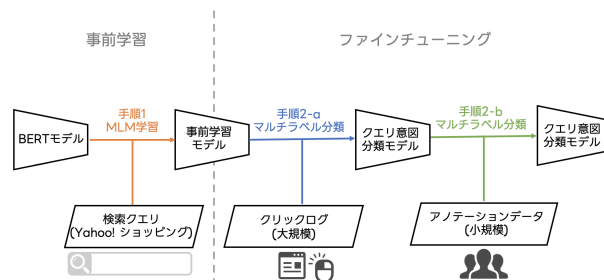 事前学習
ファインチューニング
手順1
MLM学習
手順2-a
マルチラベル分類
手順2-b
マルチラベル分類
BERTモデル
事前学習
モデル
クエリ意図
分類モデル
クエリ意図
分類モデル
検索クエリ
(Yahoo! ショッピング)
クリックログ
(大規模)
アノテーションデータ
(小規模)